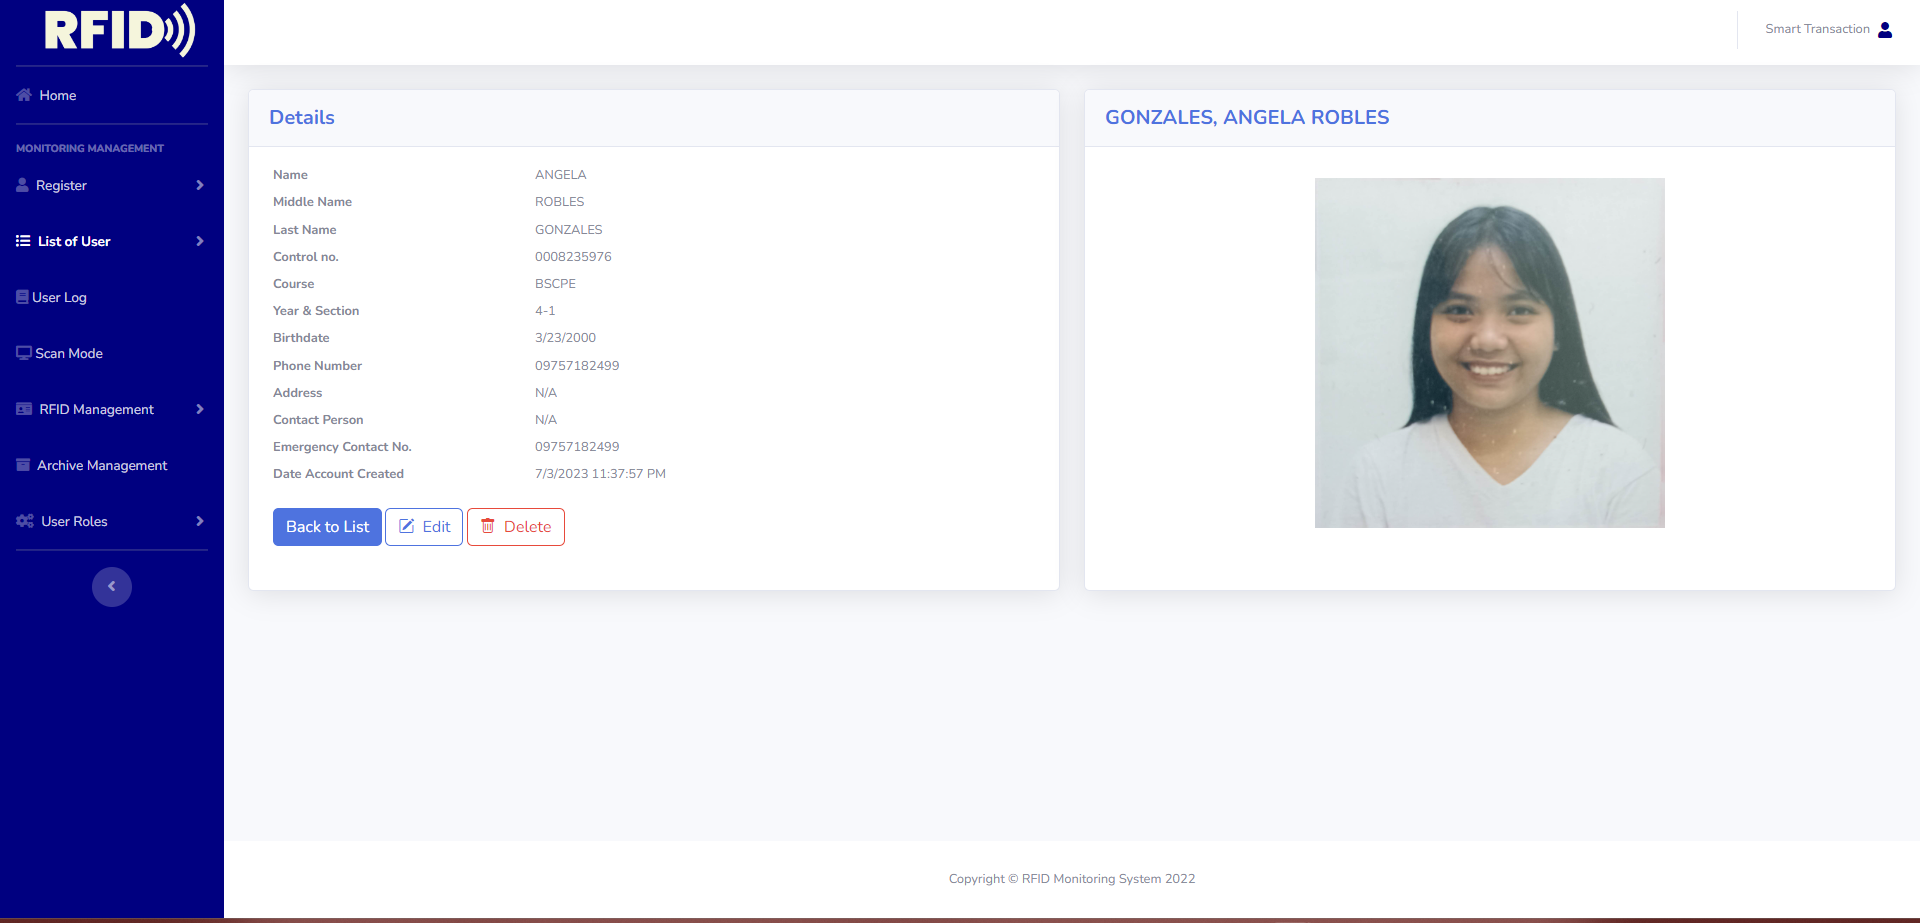 RFID
Smart Transaction
Home
MONITORING MANAGEMENT
Register
List of User
User Log
Scan Mode
RFID Management
Archive Management
User Roles
Details
Name ANGELA
Middle Name ROBLES
Last Name GONZALES
Control no. 0008235976
Course BSCPE
Year & Section 4-1
Birthdate 3/23/2000
Phone Number 09757182499
Address N/A
Contact Person N/A
Emergency Contact No. 09757182499
Date Account Created 7/3/2023 11:37:57 PM
Back to List Edit Delete
GONZALES, ANGELA ROBLES
Copyright © RFID Monitoring System 2022